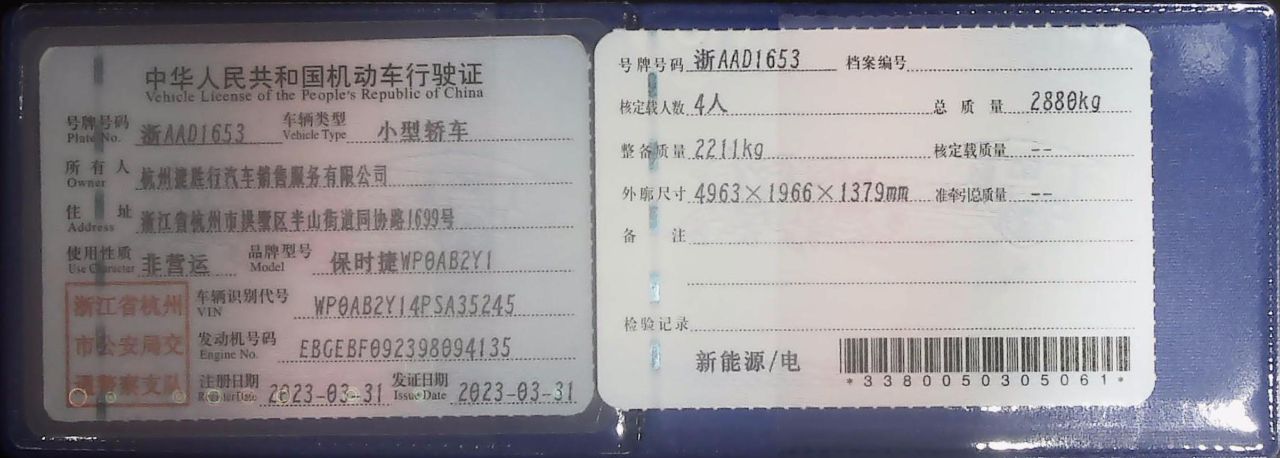 中华人民共和国机动车行驶证
Vehicle License of the People's Republic of China
号牌号码 浙AAD1653 车辆类型 小型轿车
Plate No. Vehicle Type
所有人 杭州捷胜行汽车销售服务有限公司
Owner
住址 浙江省杭州市拱墅区半山街道同协路1699号
Address
使用性质 非营运 品牌型号 保时捷WP0AB2Y1
Use Character Model
浙江省杭州
市公安局交
通警察支队
车辆识别代号 WP0AB2Y14PSA35245
VIN
发动机号码 EBGEBF092398094135
Engine No.
注册日期 2023-03-31 发证日期 2023-03-31
Register Date Issue Date
号牌号码 浙AAD1653 档案编号
核定载人数 4人 总质量 2880kg
整备质量 2211kg 核定载质量 --
外廓尺寸 4963×1966×1379mm 准牵引总质量 --
备注
检验记录
新能源/电
*3380050305061*